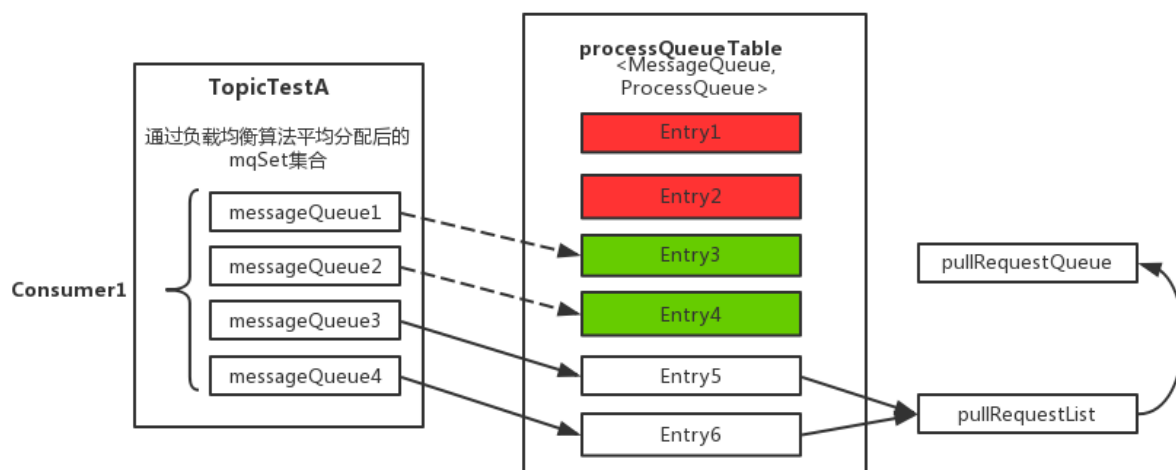 TopicTestA
通过负载均衡算法平均分配后的
mqSet集合
Consumer1
messageQueue1
messageQueue2
messageQueue3
messageQueue4
processQueueTable
<MessageQueue,
ProcessQueue>
Entry1
Entry2
Entry3
Entry4
Entry5
Entry6
pullRequestQueue
pullRequestList